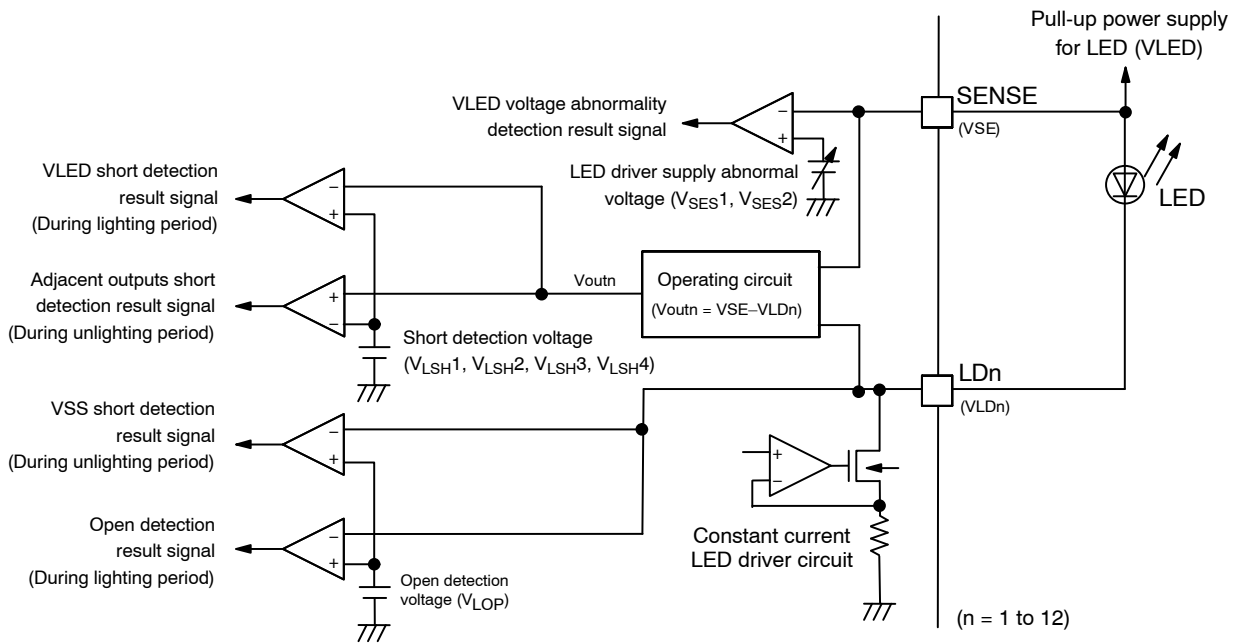 Pull-up power supply
for LED (VLED)
SENSE
(VSE)
VLED voltage abnormality
detection result signal
−
+
LED driver supply abnormal
voltage (VSES1, VSES2)
LED
VLED short detection
result signal
(During lighting period)
−
+
Adjacent outputs short
detection result signal
(During unlighting period)
+
−
Voutn
Operating circuit
(Voutn = VSE−VLDn)
Short detection voltage
(VLSH1, VLSH2, VLSH3, VLSH4)
LDn
(VLDn)
VSS short detection
result signal
(During unlighting period)
−
+
+
−
Open detection
result signal
(During lighting period)
−
+
Open detection
voltage (VLOP)
Constant current
LED driver circuit
(n = 1 to 12)